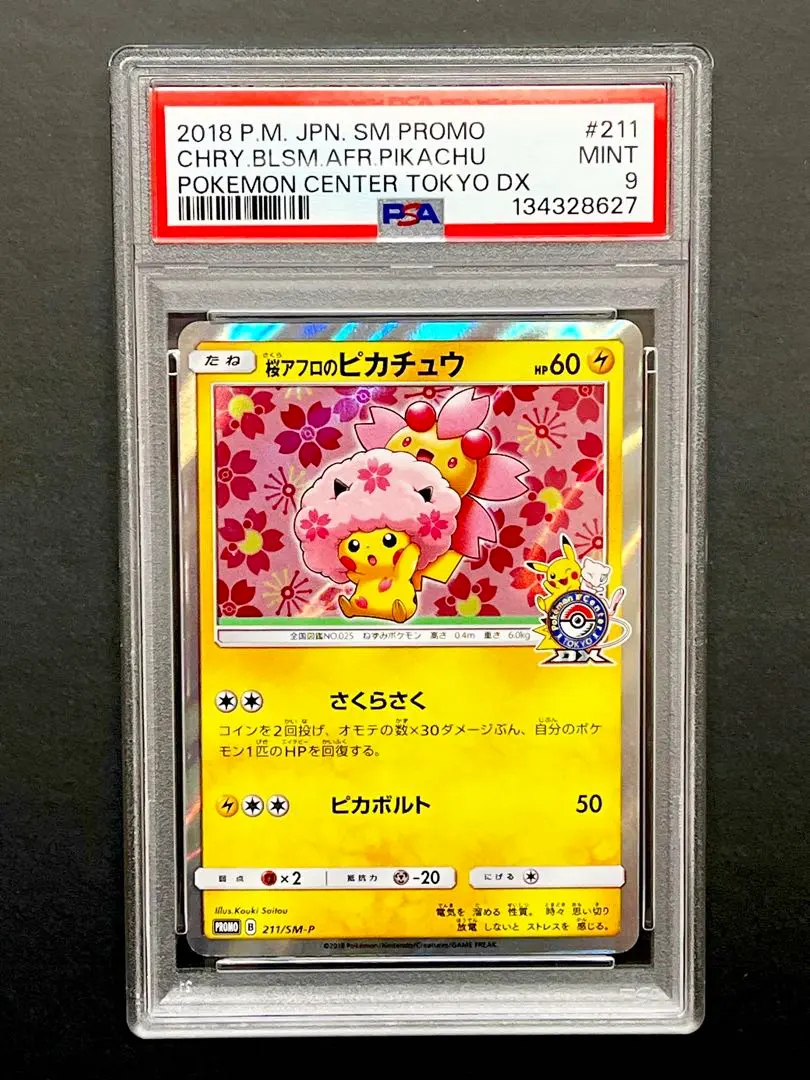 2018 P.M. JPN. SM PROMO #211
CHRY.BLSM.AFR.PIKACHU MINT
POKEMON CENTER TOKYO DX 9
PSA 134328627
たね 桜アフロのピカチュウ HP60
さくら
Pokémon Center
TOKYO
DX
全国図鑑NO.025 ねずみポケモン 高さ 0.4m 重さ 6.0kg
さくらさく
コインを2回投げ、オモテの数×30ダメージぶん、自分のポケ
モン1匹のHPを回復する。
ピカボルト 50
弱点 ×2 抵抗力 -20 にげる
Illus.Kouki Saitou
電気を 溜める 性質。 時々 思い切り
放電 しないと ストレスを 感じる。
PROMO B 211/SM-P
©2018 Pokémon/Nintendo/Creatures/GAME FREAK.